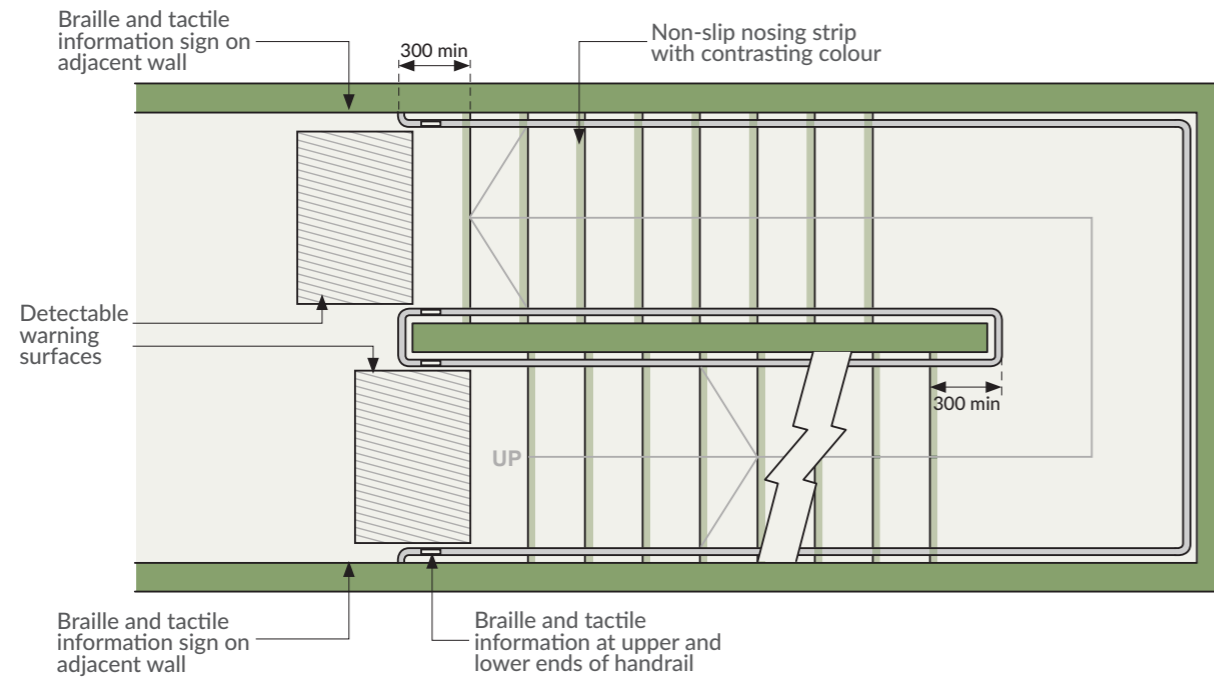 Braille and tactile
information sign on
adjacent wall
300 min
Non-slip nosing strip
with contrasting colour
Detectable
warning
surfaces
300 min
UP
Braille and tactile
information sign on
adjacent wall
Braille and tactile
information at upper and
lower ends of handrail